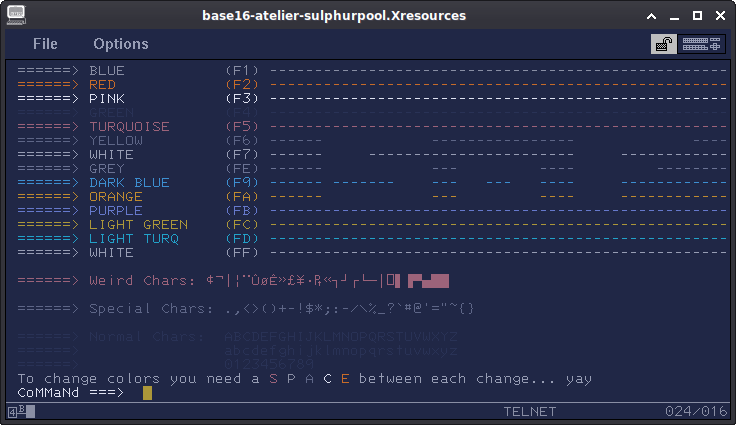 base16-atelier-sulphurpool.Xresources
File Options
======> BLUE (F1) ----------------------------------------------------------
======> RED (F2) ----------------------------------------------------------
======> PINK (F3) ----------------------------------------------------------
======> GREEN (F4) ----------------------------------------------------------
======> TURQUOISE (F5) ----------------------------------------------------------
======> YELLOW (F6) ------ ------------------ ----
======> WHITE (F7) ------ ---------------- --------------
======> GREY (FE) ------ --- ----
======> DARK BLUE (F9) ------ ------- --- --- ---- --------------
======> ORANGE (FA) ------ --- ---- --------------
======> PURPLE (FB) ----------------------------------------------------------
======> LIGHT GREEN (FC) ----------------------------------------------------------
======> LIGHT TURQ (FD) ----------------------------------------------------------
======> WHITE (FF) ----------------------------------------------------------
======> Weird Chars:
======> Special Chars: .,<>()+-!$*;:-/\%_?`#@'="~{}
======> Normal Chars: ABCDEFGHIJKLMNOPQRSTUVWXYZ
======> abcdefghijklmnopqrstuvwxyz
======> 0123456789
To change colors you need a S P A C E between each change... yay
CoMMaNd ===>
4 B TELNET 024/016